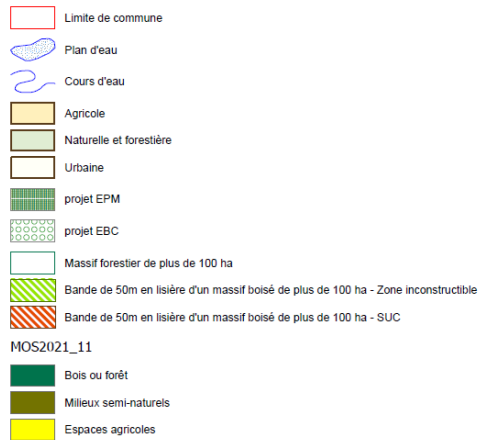 Limite de commune
Plan d'eau
Cours d'eau
Agricole
Naturelle et forestière
Urbaine
projet EPM
projet EBC
Massif forestier de plus de 100 ha
Bande de 50m en lisière d'un massif boisé de plus de 100 ha - Zone inconstructible
Bande de 50m en lisière d'un massif boisé de plus de 100 ha - SUC
MOS2021_11
Bois ou forêt
Milieux semi-naturels
Espaces agricoles